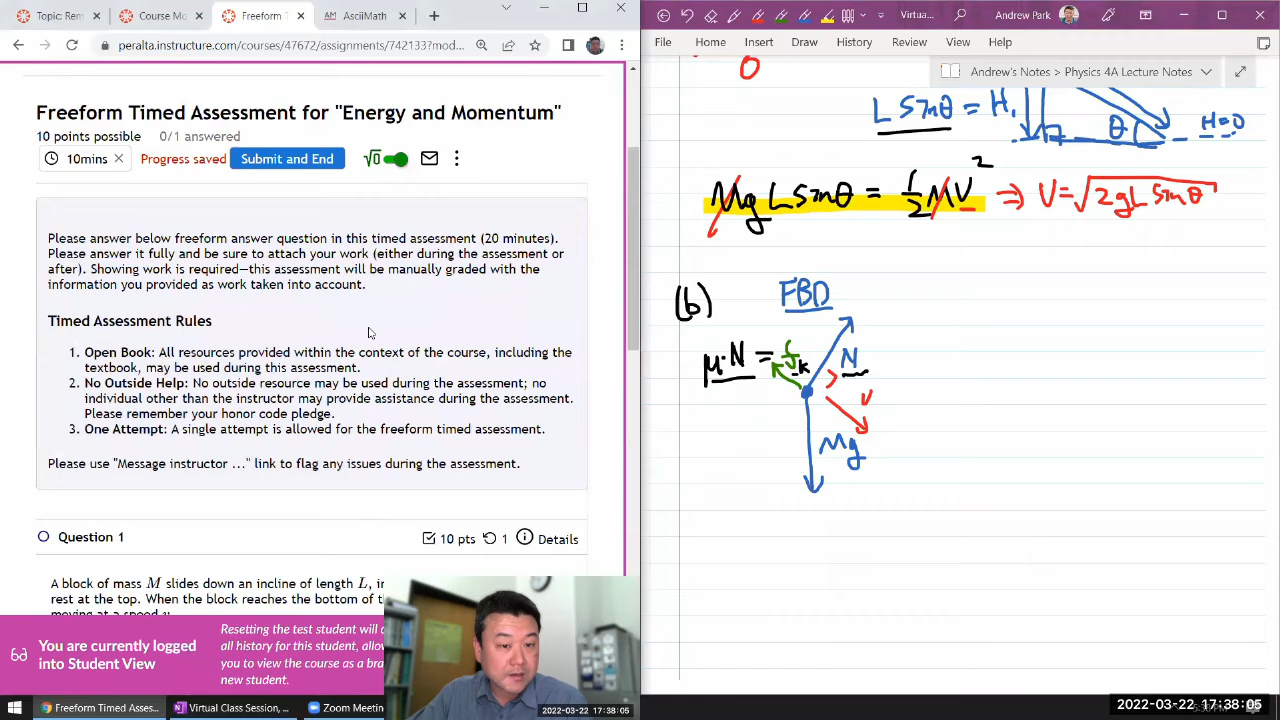 Topic: Rem
Course Mo
Freeform T
AsciiMath
peralta.instructure.com/courses/47672/assignments/742133?mod...
Freeform Timed Assessment for "Energy and Momentum"
10 points possible 0/1 answered
10mins × Progress saved Submit and End √0
Please answer below freeform answer question in this timed assessment (20 minutes).
Please answer it fully and be sure to attach your work (either during the assessment or
after). Showing work is required—this assessment will be manually graded with the
information you provided as work taken into account.
Timed Assessment Rules
1. Open Book: All resources provided within the context of the course, including the
textbook, may be used during this assessment.
2. No Outside Help: No outside resource may be used during the assessment; no
individual other than the instructor may provide assistance during the assessment.
Please remember your honor code pledge.
3. One Attempt: A single attempt is allowed for the freeform timed assessment.
Please use "Message instructor ..." link to flag any issues during the assessment.
Question 1
10 pts 1 Details
A block of mass M slides down an incline of length L, i
rest at the top. When the block reaches the bottom of t
moving at a speed
You are currently logged
into Student View
Resetting the test student will c
all history for this student, allo
you to view the course as a bra
new student.
Freeform Timed Asses...
Virtual Class Session, ...
Zoom Meeting
2022-03-22 17:38:05
Virtua...
Andrew Park
File Home Insert Draw History Review View Help
Andrew's Notes > Physics 4A Lecture Notes
0
L sinθ = H,
θ
H=0
MgLsinθ = 1/2 MV² ⇒ V=√2gLsinθ
(b)
FBD
μ·N = fk
N
v
Mg
2022-03-22 17:38:05